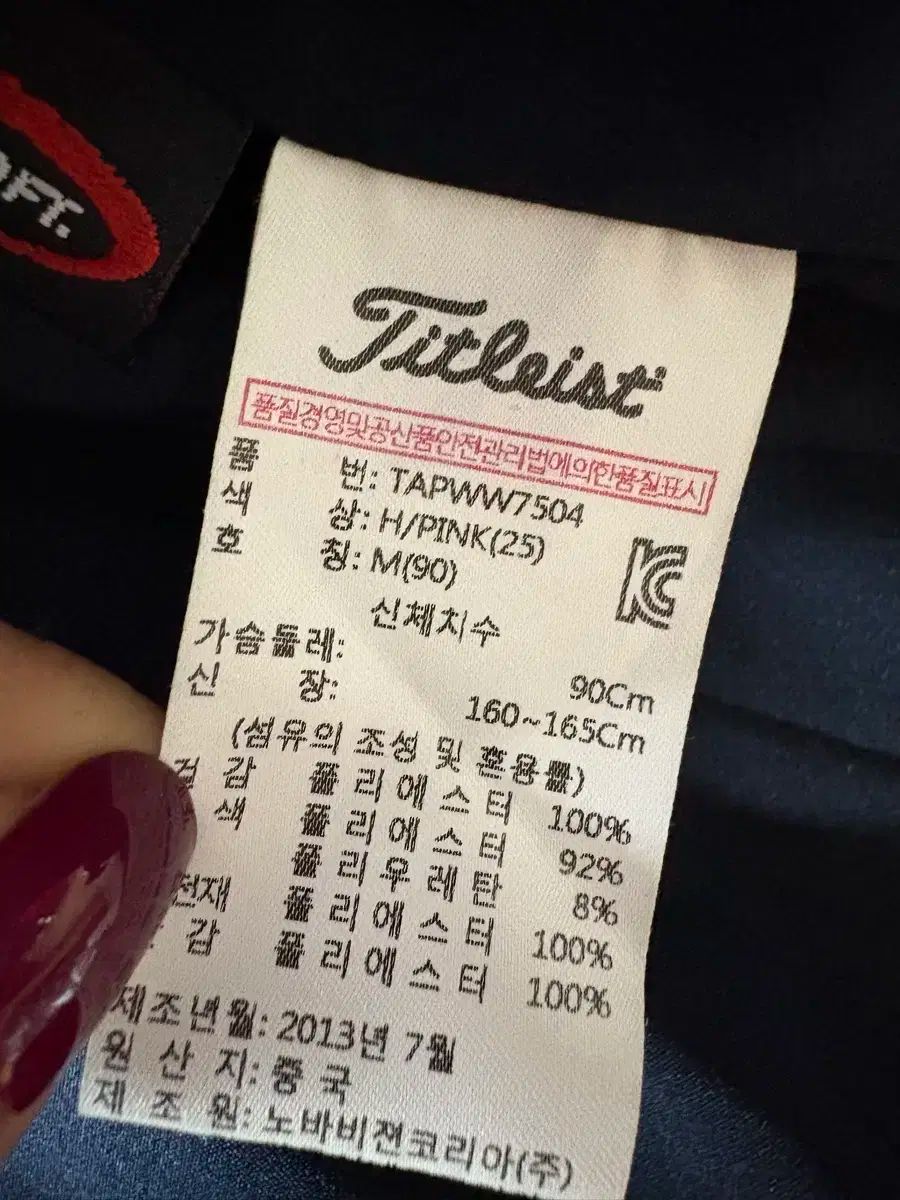 Titleist
품질경영및공산품안전관리법에의한품질표시
품 번: TAPWW7504
색 상: H/PINK(25)
호 칭: M(90)
신체치수
가슴둘레: 90Cm
신 장: 160~165Cm
(섬유의 조성 및 혼용률)
겉 감 폴리에스터 100%
색 폴리에스터 92%
폴리우레탄 8%
전재 폴리에스터 100%
감 폴리에스터 100%
제조년월: 2013년 7월
원 산 지: 중국
제 조 원: 노바비젼코리아(주)